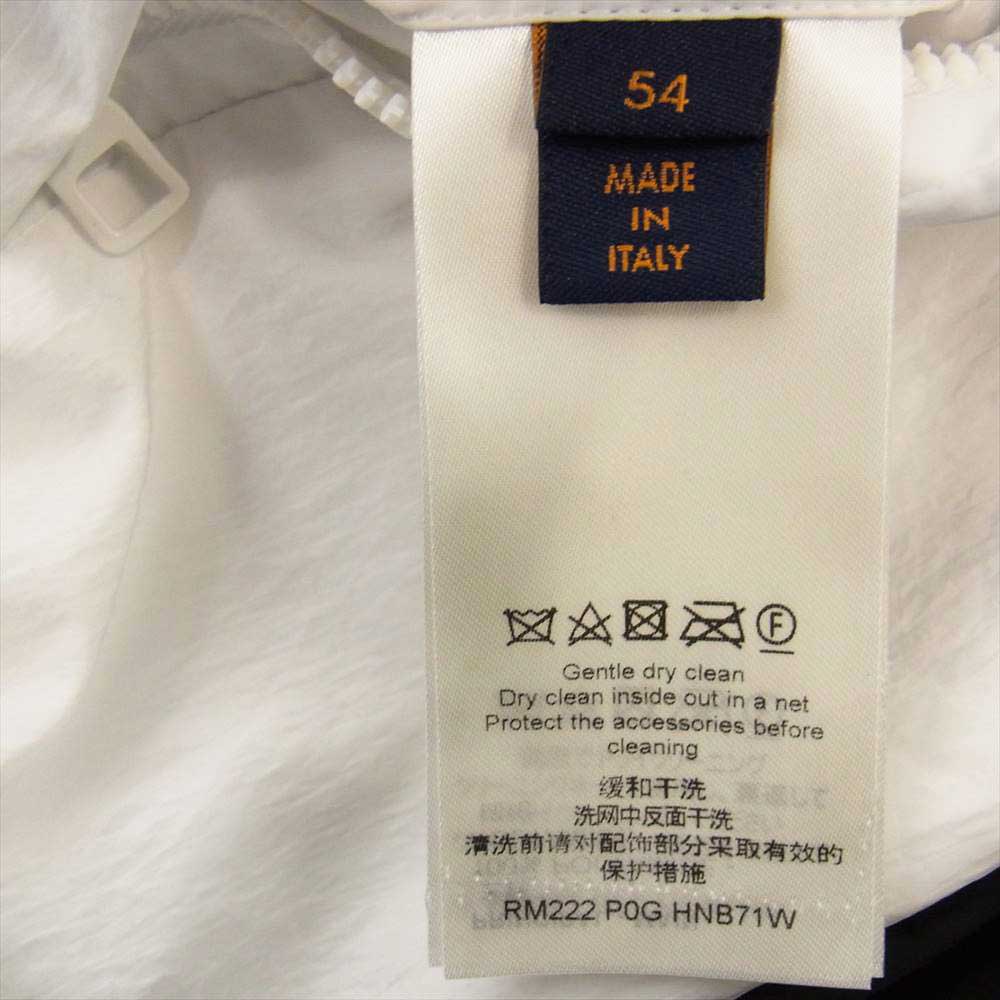 54
MADE
IN
ITALY
F
Gentle dry clean
Dry clean inside out in a net
Protect the accessories before
cleaning
缓和干洗
洗网中反面干洗
清洗前请对配饰部分采取有效的
保护措施
RM222 P0G HNB71W